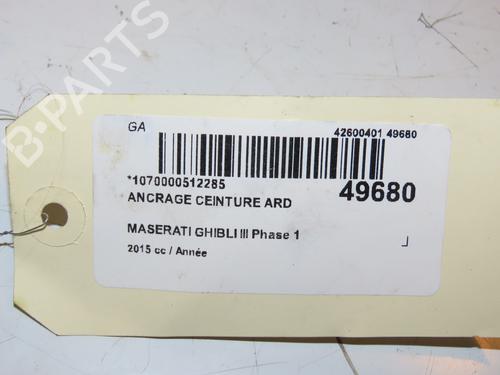 B-PARTS
GA
42600401 49680
*1070000512285
49680
ANCRAGE CEINTURE ARD
MASERATI GHIBLI III Phase 1
2015 cc / Année